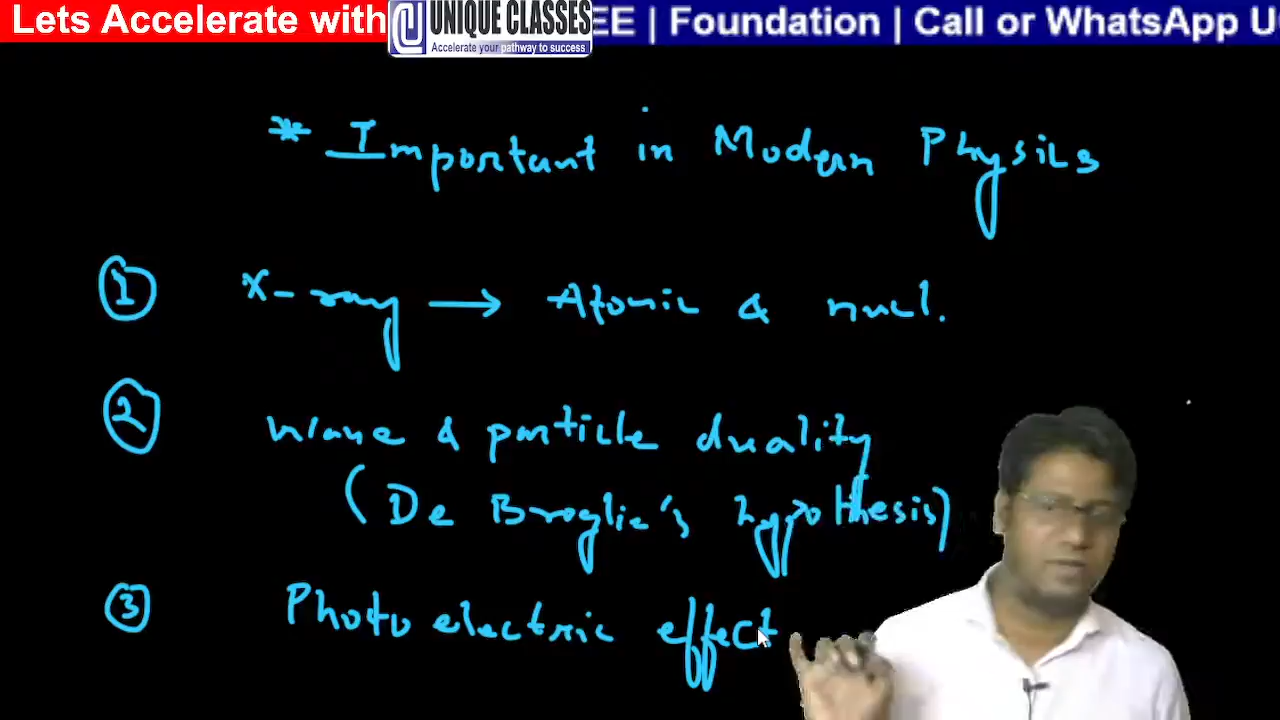 Lets Accelerate with
UNIQUE CLASSES
Accelerate your pathway to success
EE | Foundation | Call or WhatsApp U
* Important in Modern Physics
① X-ray → Atomic & nucl.
② Wave & particle duality
(De Broglie's hypothesis)
③ Photo electric effect